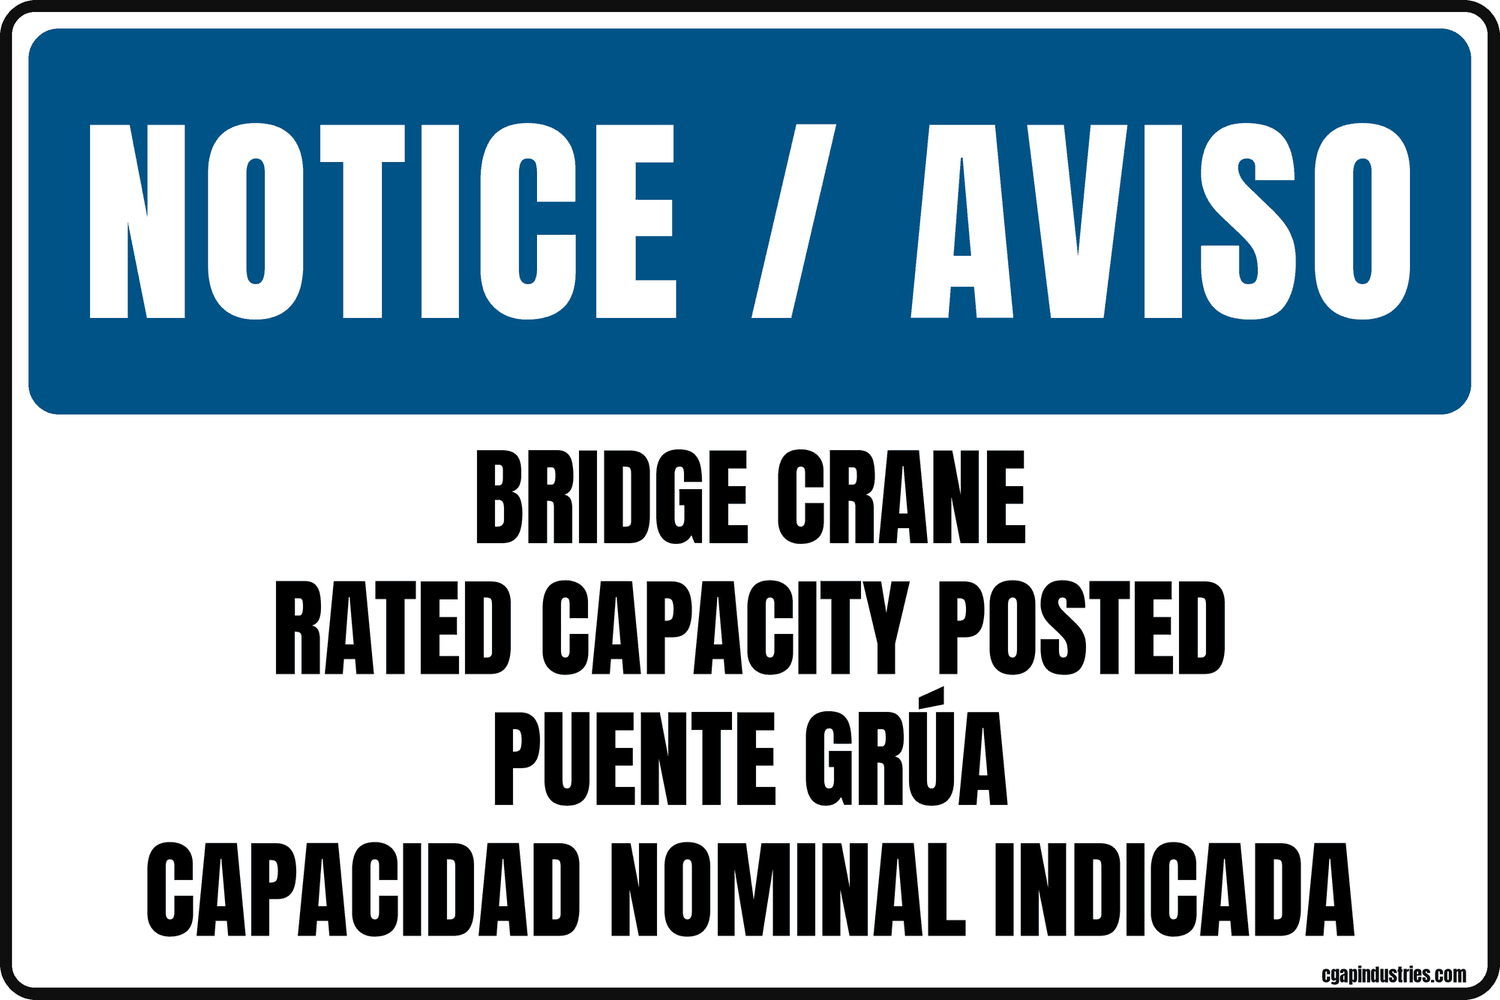 NOTICE / AVISO
BRIDGE CRANE
RATED CAPACITY POSTED
PUENTE GRÚA
CAPACIDAD NOMINAL INDICADA
cgapindustries.com